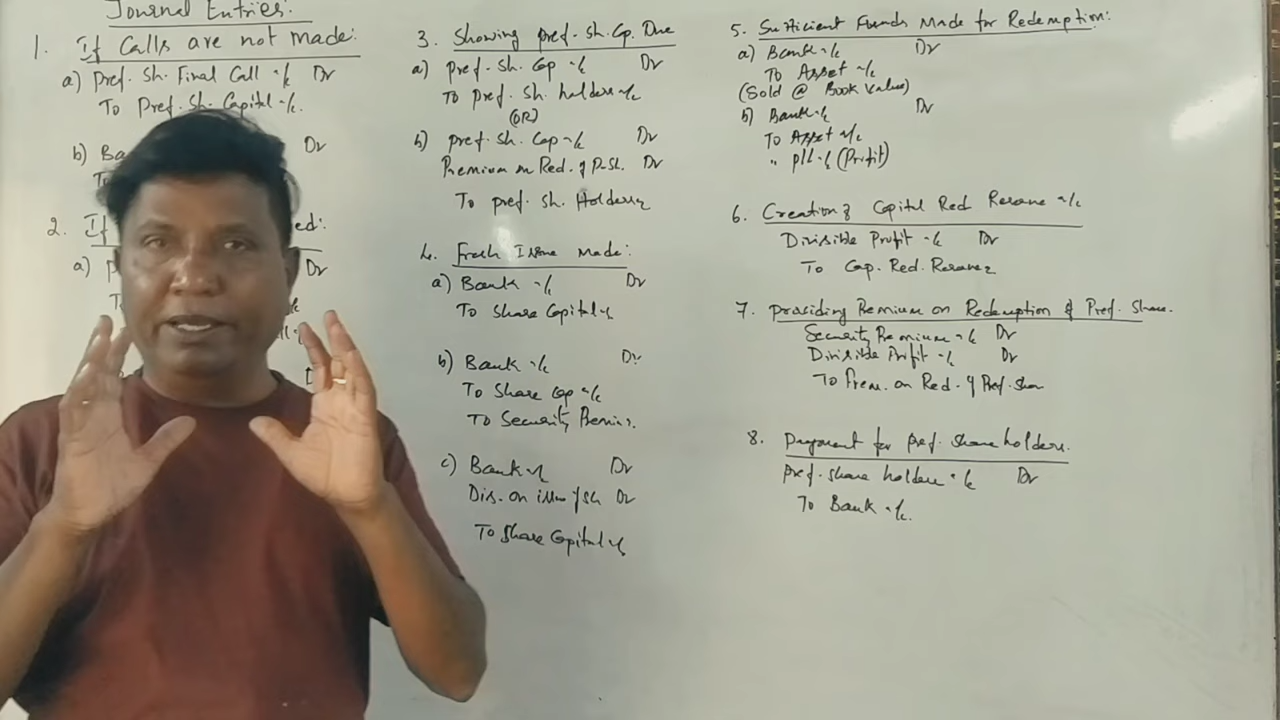 Journal Entries:
1. If Calls are not made:
a) Pref. Sh. Final Call a/c Dr
To Pref. Sh. Capital a/c.
b) Ba Dr
T
2. If ed:
a) P Dr
T
3. Showing pref. sh. Cp. Due
a) pref. Sh. Cap a/c Dr
To pref. Sh. holders a/c
(OR)
b) pref. sh. Cap a/c Dr
Premium on Red. of P.Sh. Dr
To pref. sh. Holders
4. Fresh Issue Made:
a) Bank a/c Dr
To Share Capital a/c
b) Bank a/c Dr
To Share Cap a/c
To Security Premium.
c) Bank a/c Dr
Dis. on issue of sh Dr
To Share Capital a/c
5. Sufficient Funds Made for Redemption:
a) Bank a/c Dr
To Asset a/c
(Sold @ Book Value)
b) Bank a/c Dr
To Asset a/c
" P/L a/c (Profit)
6. Creation of Capital Red Reserve a/c
Divisible Profit a/c Dr
To Cap. Red. Reserve
7. Providing Premium on Redemption of Pref. Share.
Security Premium a/c Dr
Divisible Profit a/c Dr
To Prem. on Red. of Pref. Share
8. Payment for pref. share holders.
Pref. share holders a/c Dr
To Bank a/c.